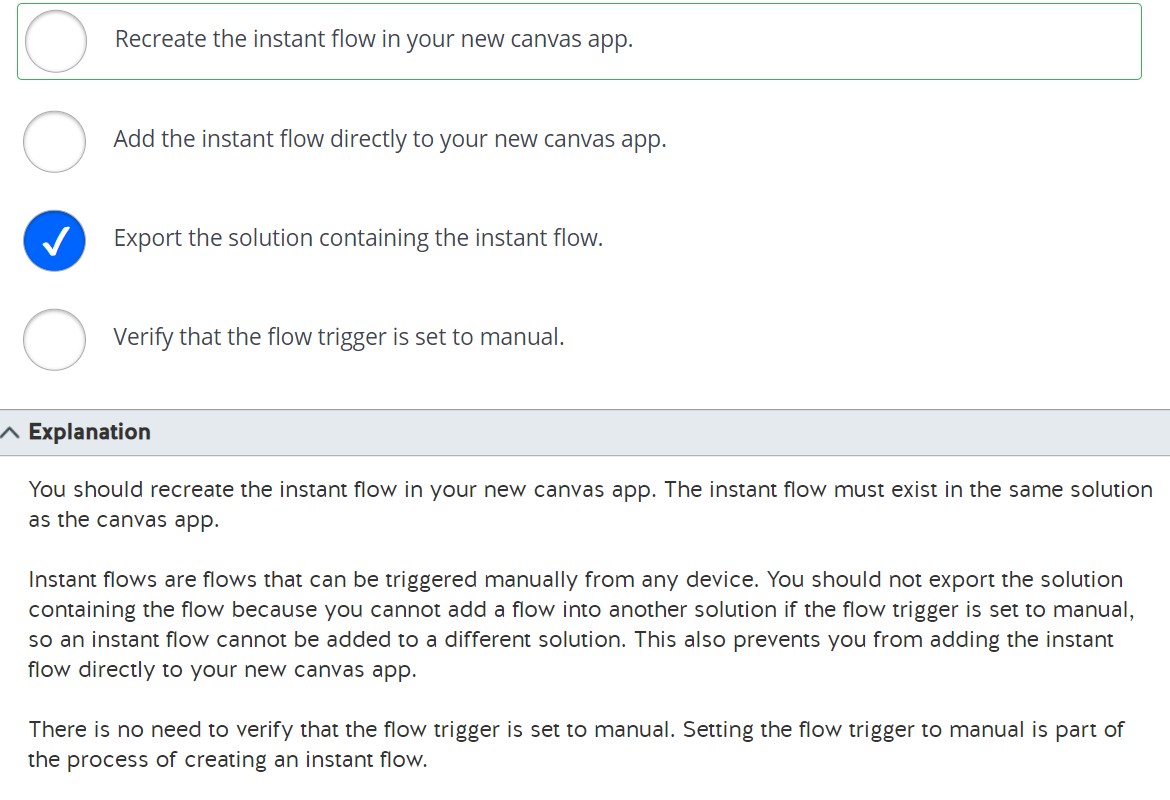 Recreate the instant flow in your new canvas app.
Add the instant flow directly to your new canvas app.
Export the solution containing the instant flow.
Verify that the flow trigger is set to manual.
Explanation
You should recreate the instant flow in your new canvas app. The instant flow must exist in the same solution
as the canvas app.
Instant flows are flows that can be triggered manually from any device. You should not export the solution
containing the flow because you cannot add a flow into another solution if the flow trigger is set to manual,
so an instant flow cannot be added to a different solution. This also prevents you from adding the instant
flow directly to your new canvas app.
There is no need to verify that the flow trigger is set to manual. Setting the flow trigger to manual is part of
the process of creating an instant flow.